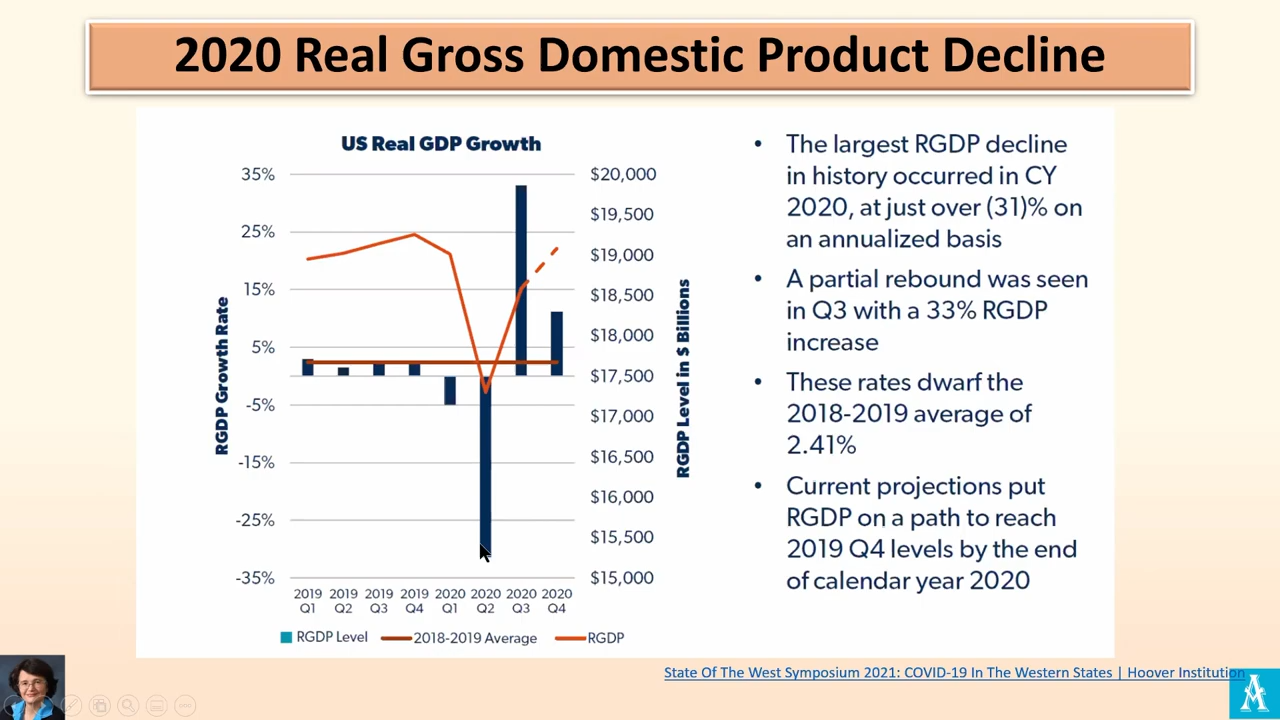 2020 Real Gross Domestic Product Decline
US Real GDP Growth
35%
25%
15%
5%
-5%
-15%
-25%
-35%
RGDP Growth Rate
$20,000
$19,500
$19,000
$18,500
$18,000
$17,500
$17,000
$16,500
$16,000
$15,500
$15,000
RGDP Level in $ Billions
2019 Q1
2019 Q2
2019 Q3
2019 Q4
2020 Q1
2020 Q2
2020 Q3
2020 Q4
RGDP Level
2018-2019 Average
RGDP
• The largest RGDP decline
in history occurred in CY
2020, at just over (31)% on
an annualized basis
• A partial rebound was seen
in Q3 with a 33% RGDP
increase
• These rates dwarf the
2018-2019 average of
2.41%
• Current projections put
RGDP on a path to reach
2019 Q4 levels by the end
of calendar year 2020
State Of The West Symposium 2021: COVID-19 In The Western States | Hoover Institution
A